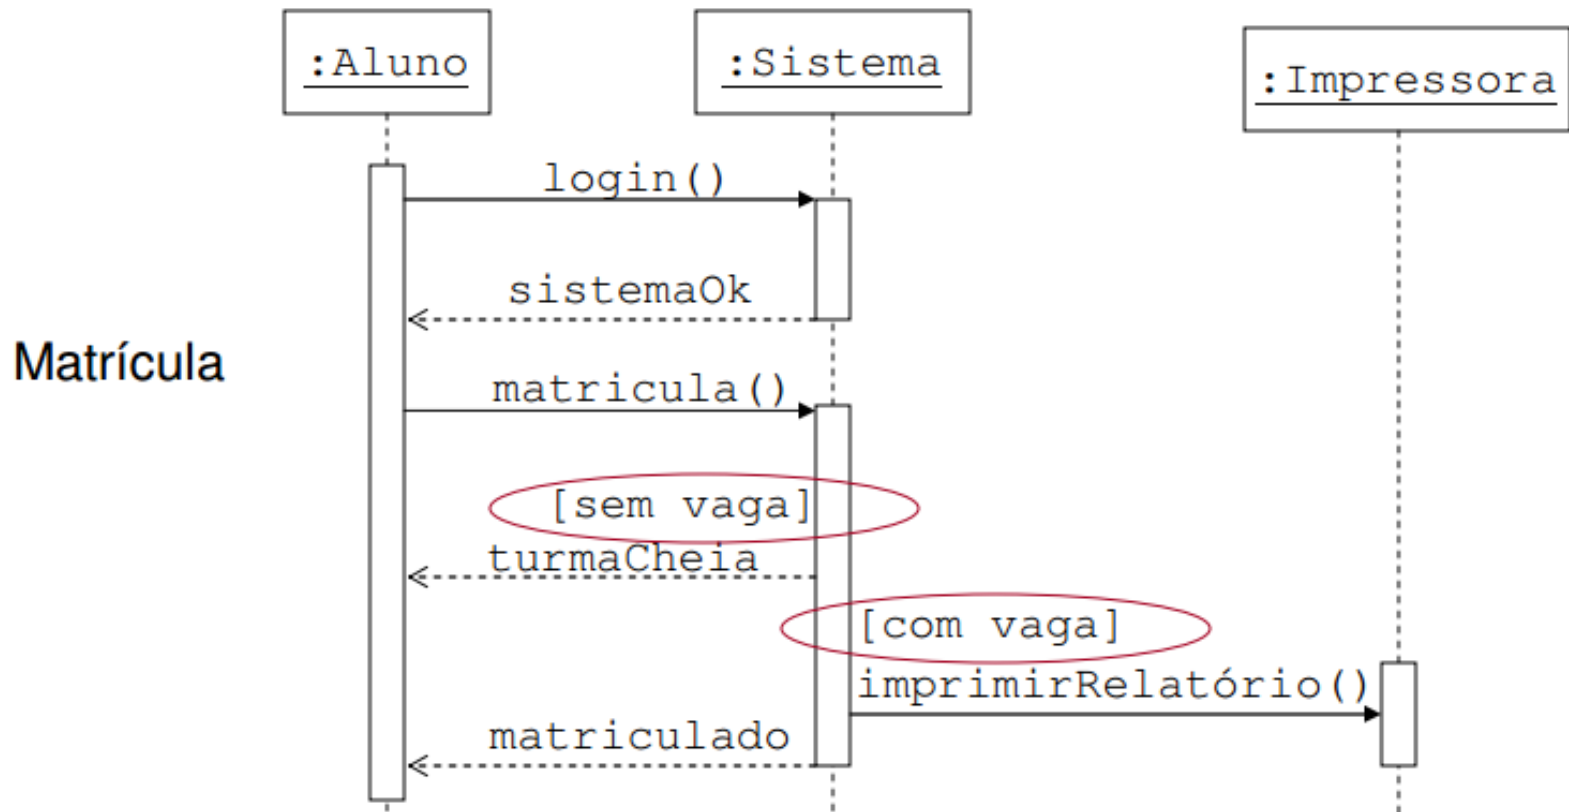 :Aluno
:Sistema
:Impressora
login()
sistemaOk
Matrícula
matricula()
[sem vaga]
turmaCheia
[com vaga]
imprimirRelatório()
matriculado